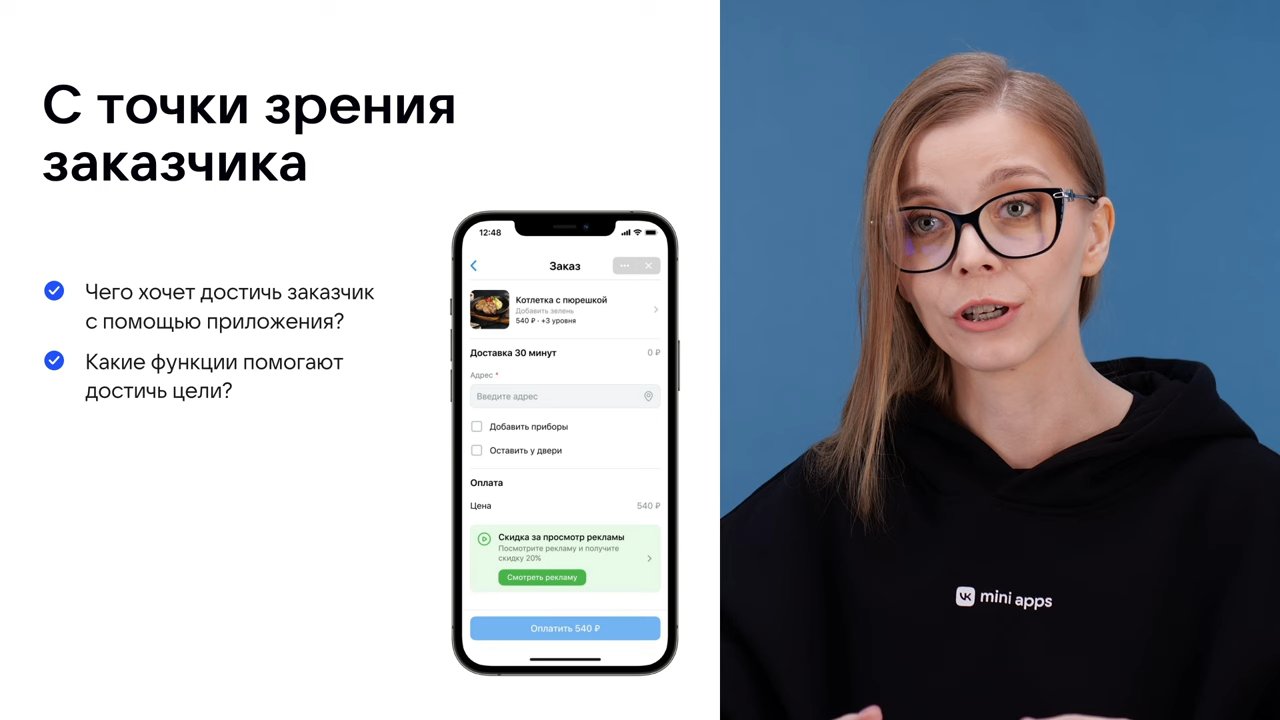 С точки зрения
заказчика
Чего хочет достичь заказчик
с помощью приложения?
Какие функции помогают
достичь цели?
12:48
Заказ
Котлетка с пюрешкой
Добавить зелень
540 ₽ · +3 уровня
Доставка 30 минут 0 ₽
Адрес *
Введите адрес
Добавить приборы
Оставить у двери
Оплата
Цена 540 ₽
Скидка за просмотр рекламы
Посмотрите рекламу и получите
скидку 20%
Смотреть рекламу
Оплатить 540 ₽
VK mini apps